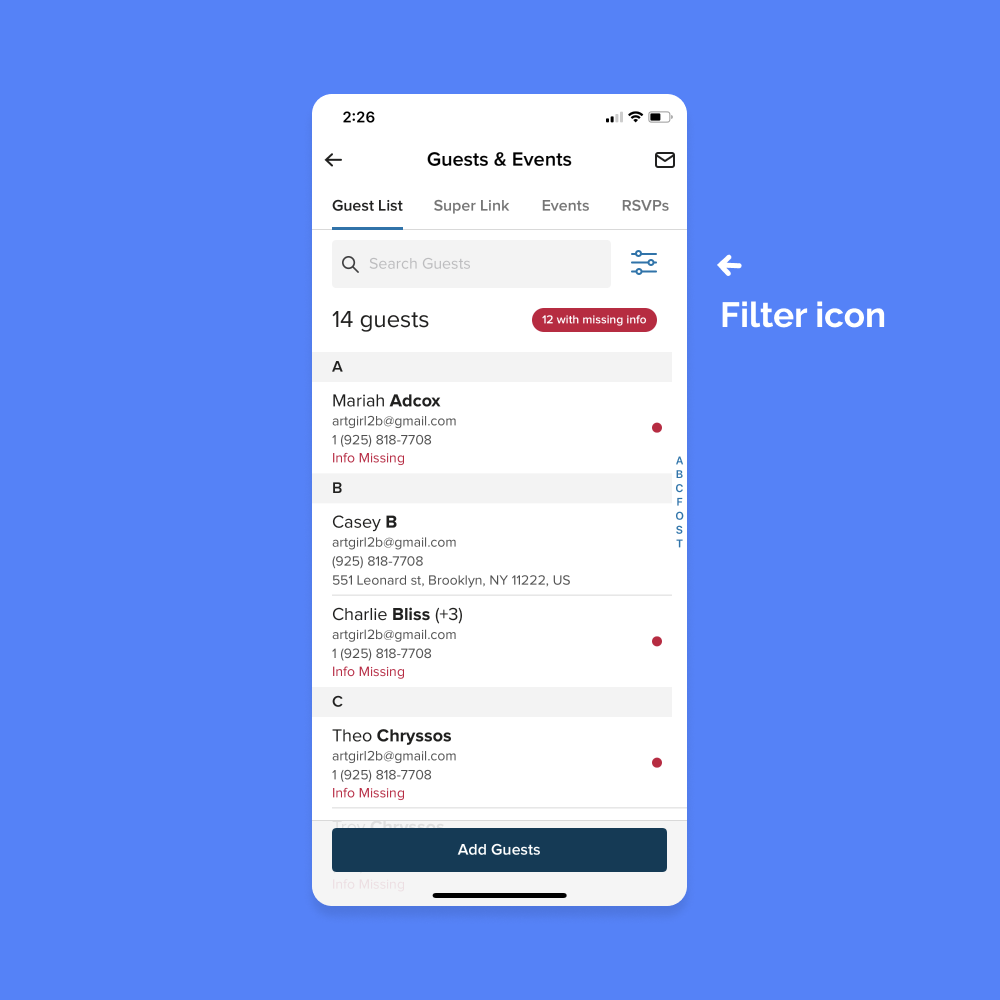 2:26
Guests & Events
Guest List Super Link Events RSVPs
Search Guests
Filter icon
14 guests 12 with missing info
A
Mariah Adcox
artgirl2b@gmail.com
1 (925) 818-7708
Info Missing
B
Casey B
artgirl2b@gmail.com
(925) 818-7708
551 Leonard st, Brooklyn, NY 11222, US
Charlie Bliss (+3)
artgirl2b@gmail.com
1 (925) 818-7708
Info Missing
C
Theo Chryssos
artgirl2b@gmail.com
1 (925) 818-7708
Info Missing
A
B
C
F
O
S
T
Troy Chryssos
Add Guests
Info Missing